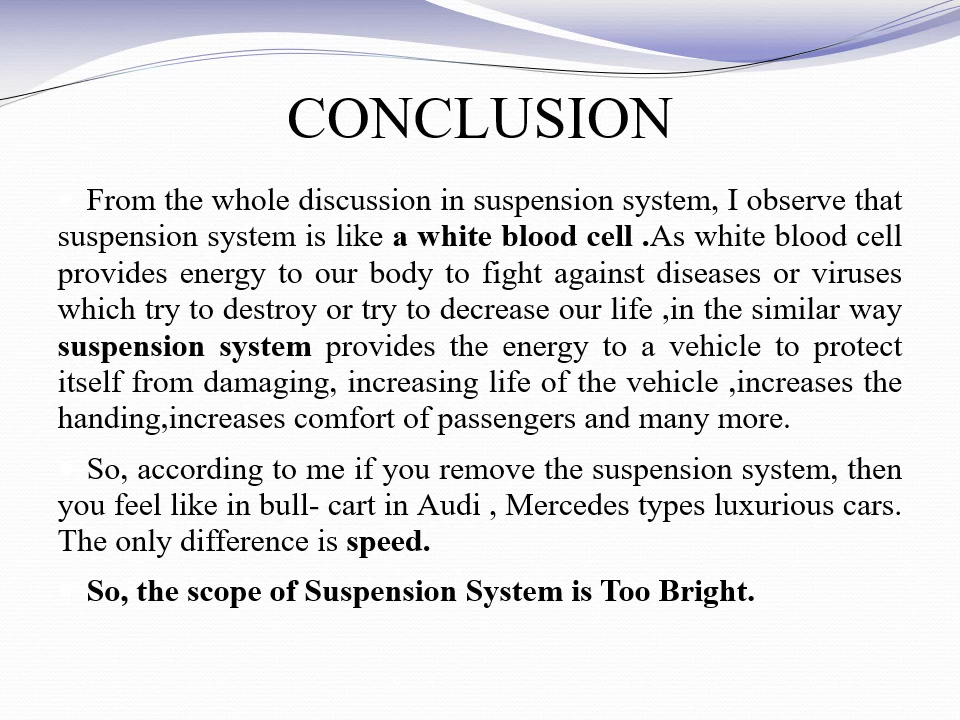 CONCLUSION
From the whole discussion in suspension system, I observe that
suspension system is like a white blood cell .As white blood cell
provides energy to our body to fight against diseases or viruses
which try to destroy or try to decrease our life ,in the similar way
suspension system provides the energy to a vehicle to protect
itself from damaging, increasing life of the vehicle ,increases the
handing,increases comfort of passengers and many more.
So, according to me if you remove the suspension system, then
you feel like in bull- cart in Audi , Mercedes types luxurious cars.
The only difference is speed.
So, the scope of Suspension System is Too Bright.